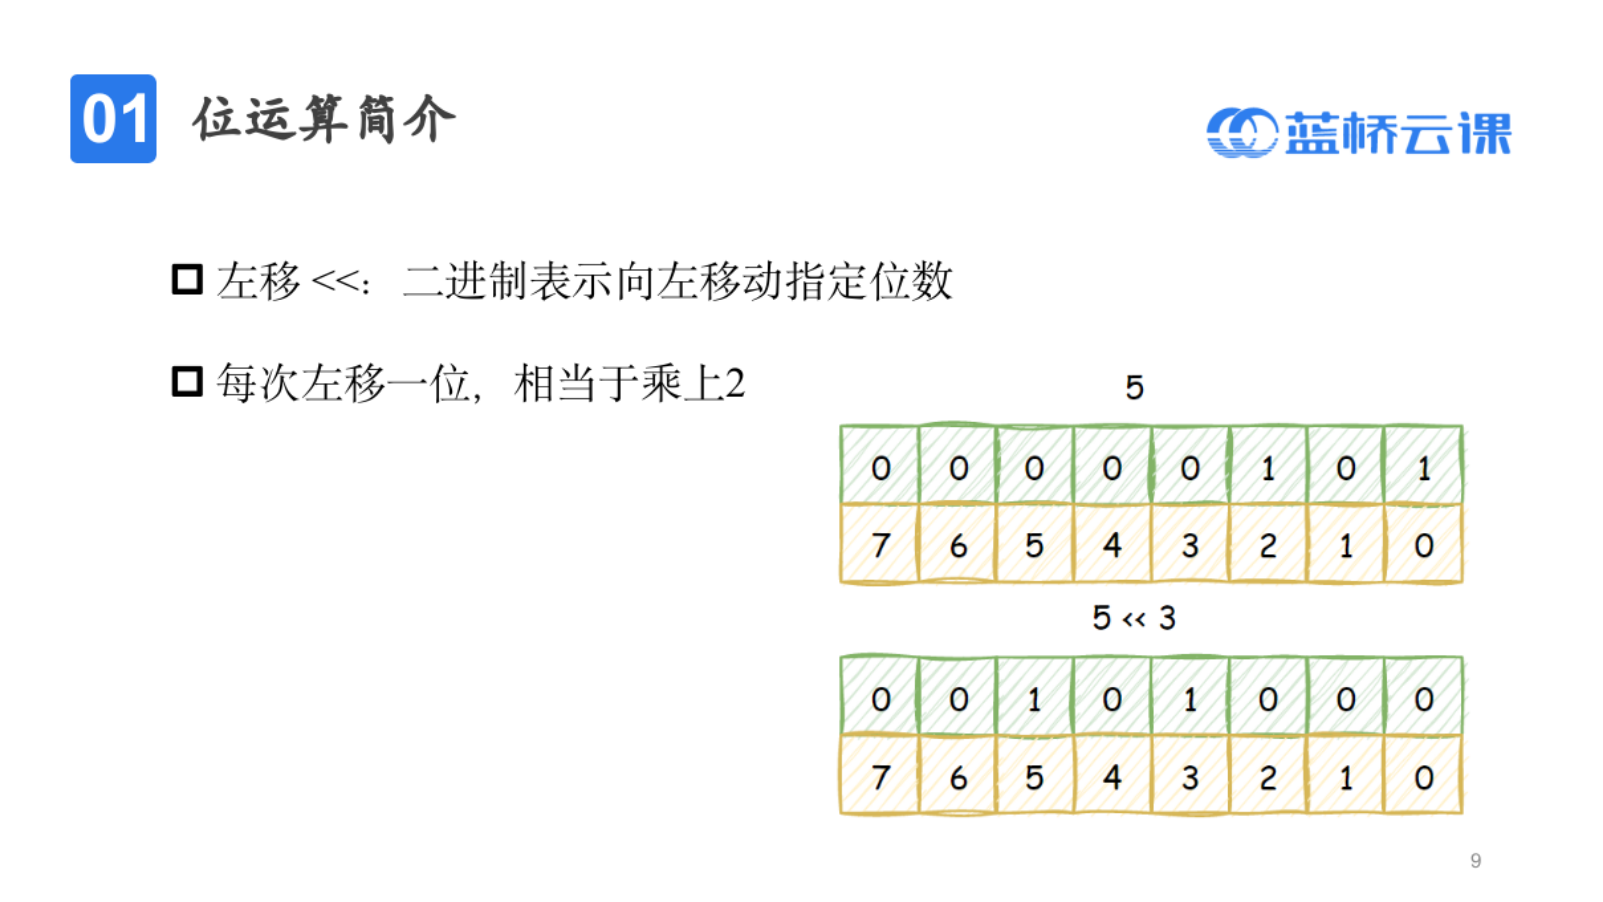 01 位运算简介
蓝桥云课
左移 <<：二进制表示向左移动指定位数
每次左移一位，相当于乘上2
5
0 0 0 0 0 1 0 1
7 6 5 4 3 2 1 0
5 << 3
0 0 1 0 1 0 0 0
7 6 5 4 3 2 1 0
9